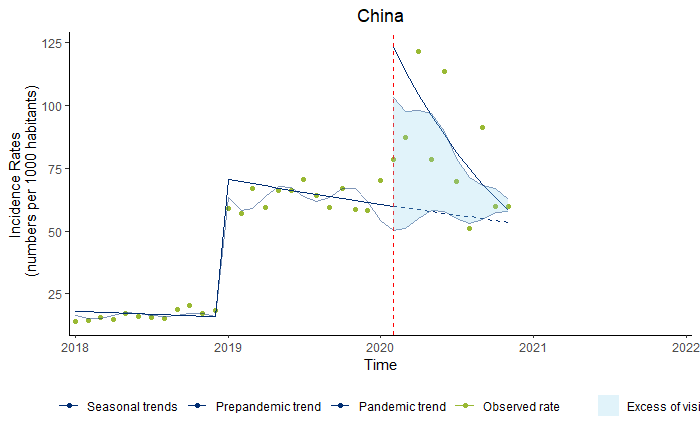 China
Incidence Rates
(numbers per 1000 habitants)
125
100
75
50
25
2018 2019 2020 2021 2022
Time
Seasonal trends Prepandemic trend Pandemic trend Observed rate Excess of visi